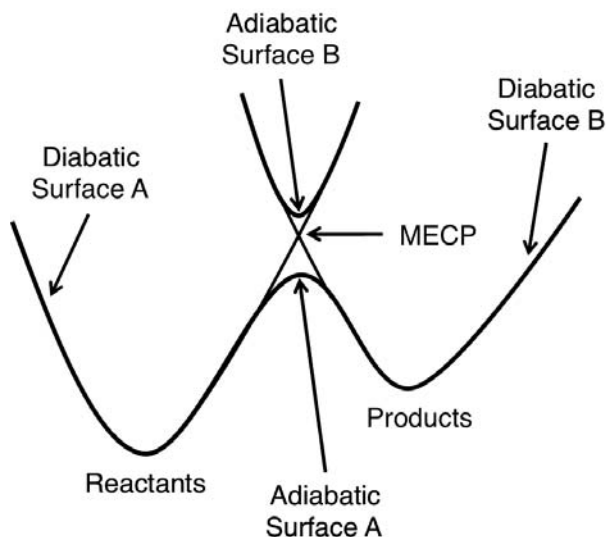 Adiabatic
Surface B
Diabatic
Surface B
Diabatic
Surface A
MECP
Products
Reactants
Adiabatic
Surface A